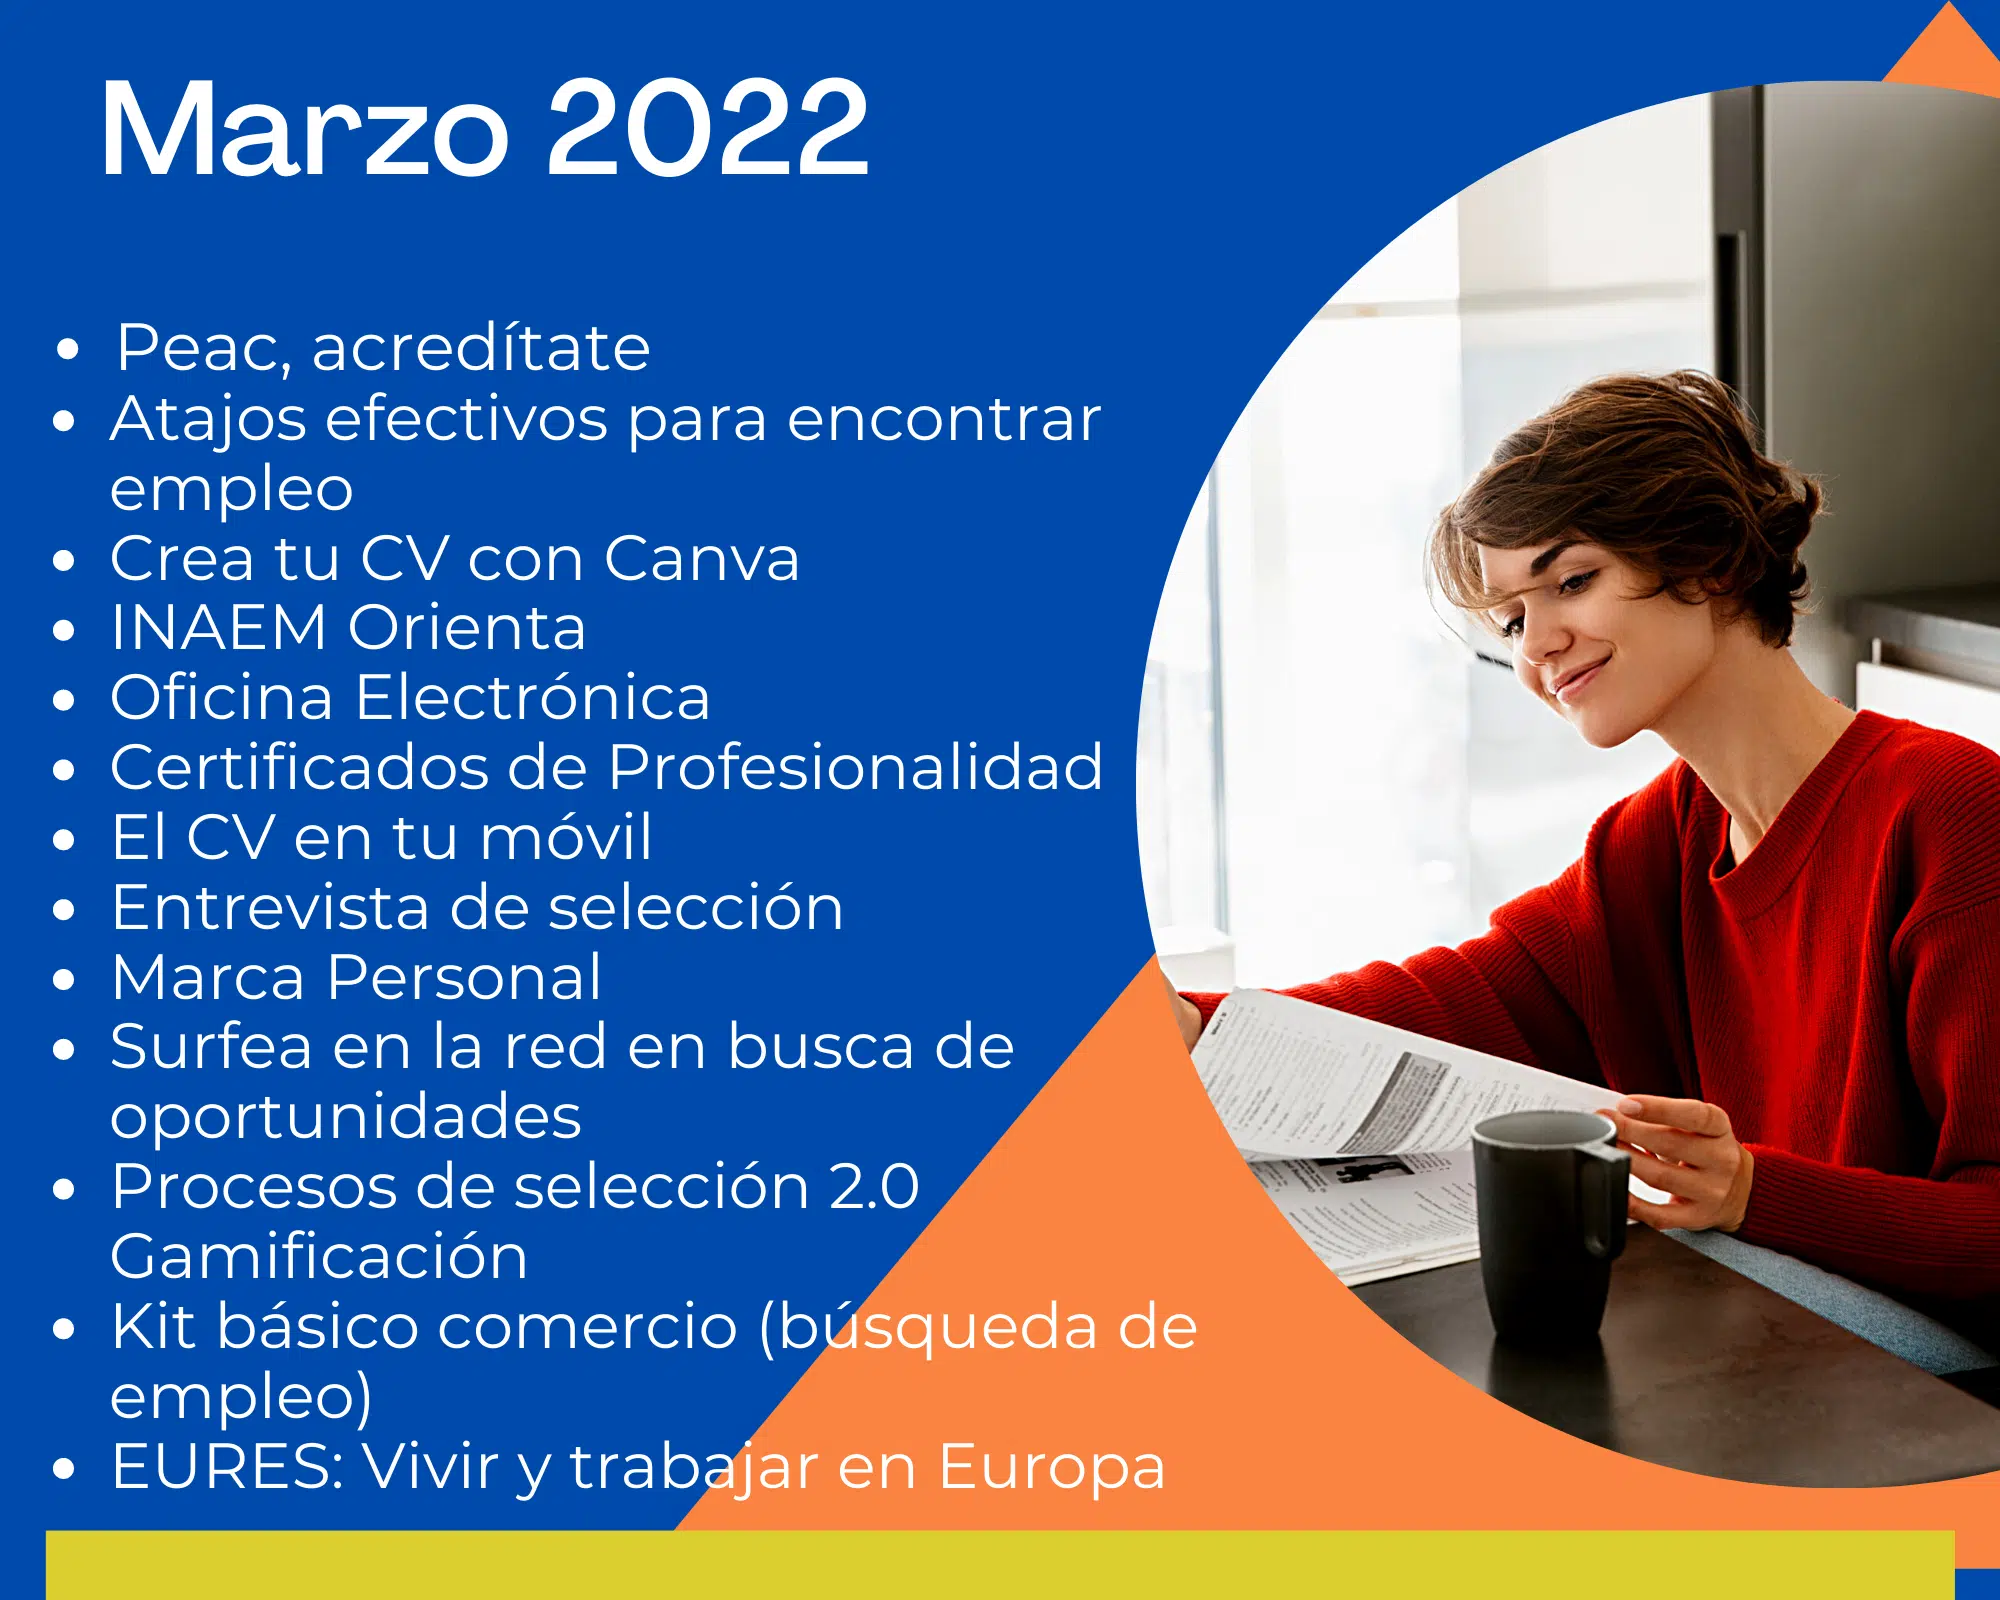 Marzo 2022
• Peac, acredítate
• Atajos efectivos para encontrar
empleo
• Crea tu CV con Canva
• INAEM Orienta
• Oficina Electrónica
• Certificados de Profesionalidad
• El CV en tu móvil
• Entrevista de selección
• Marca Personal
• Surfea en la red en busca de
oportunidades
• Procesos de selección 2.0
Gamificación
• Kit básico comercio (búsqueda de
empleo)
• EURES: Vivir y trabajar en Europa